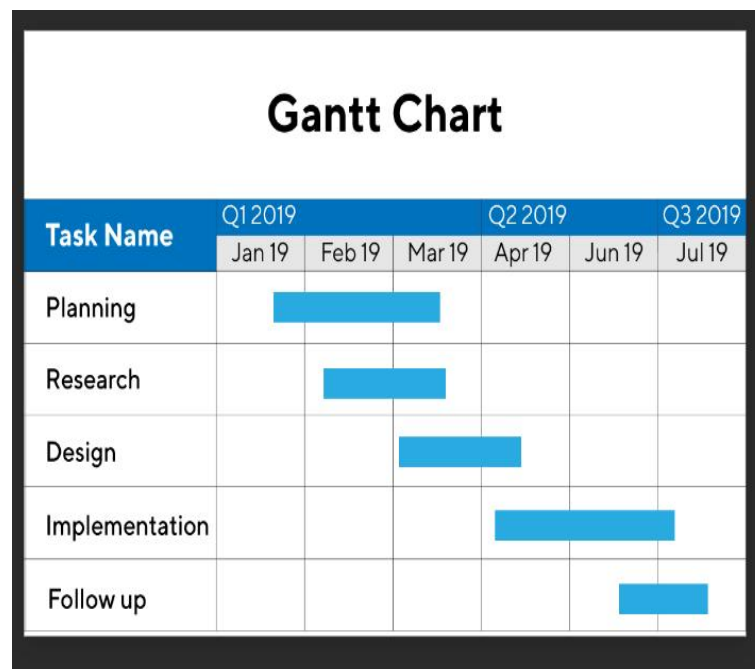 Gantt Chart
Task Name
Q1 2019 Q2 2019 Q3 2019
Jan 19 Feb 19 Mar 19 Apr 19 Jun 19 Jul 19
Planning
Research
Design
Implementation
Follow up